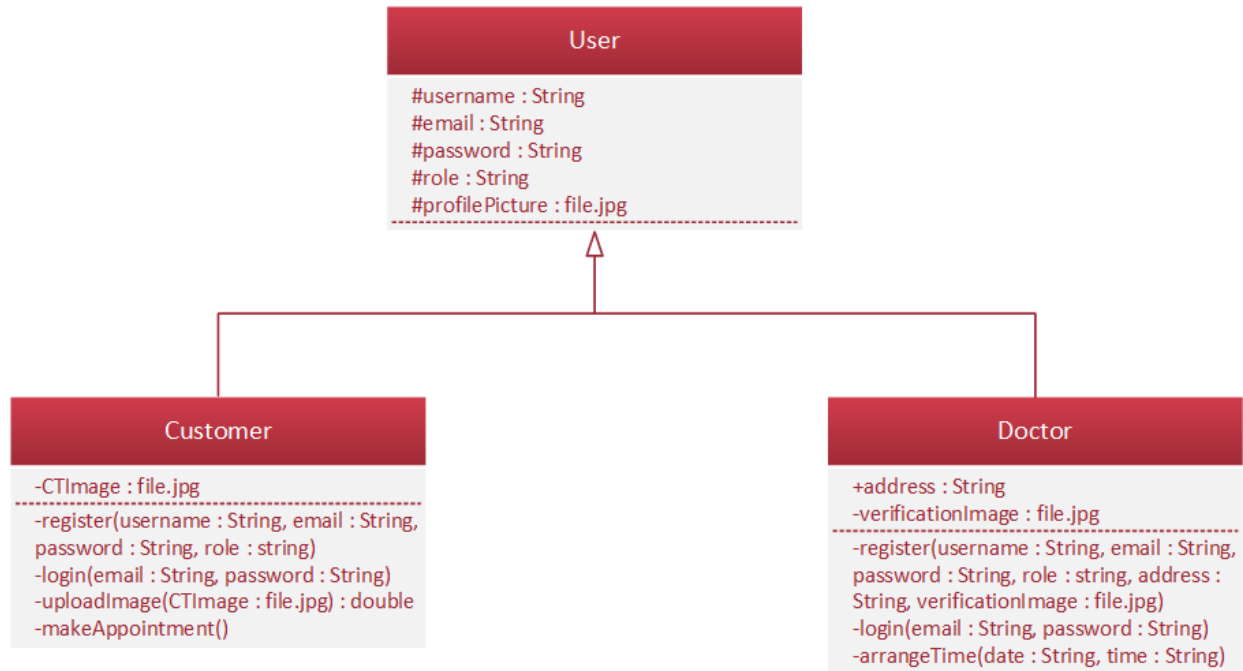 User
#username : String
#email : String
#password : String
#role : String
#profilePicture : file.jpg
Customer
-CTImage : file.jpg
-register(username : String, email : String,
password : String, role : string)
-login(email : String, password : String)
-uploadImage(CTImage : file.jpg) : double
-makeAppointment()
Doctor
+address : String
-verificationImage : file.jpg
-register(username : String, email : String,
password : String, role : string, address :
String, verificationImage : file.jpg)
-login(email : String, password : String)
-arrangeTime(date : String, time : String)